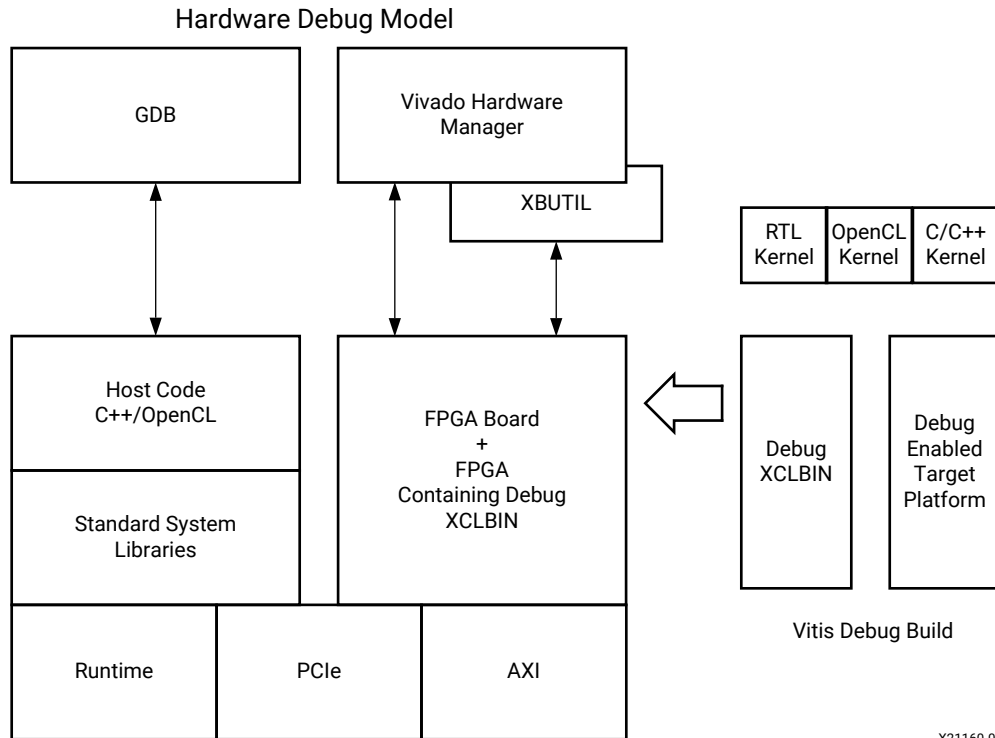 Hardware Debug Model
GDB
Vivado Hardware
Manager
XBUTIL
RTL
Kernel
OpenCL
Kernel
C/C++
Kernel
Host Code
C++/OpenCL
Standard System
Libraries
FPGA Board
+
FPGA
Containing Debug
XCLBIN
Debug
XCLBIN
Debug
Enabled
Target
Platform
Vitis Debug Build
Runtime
PCIe
AXI